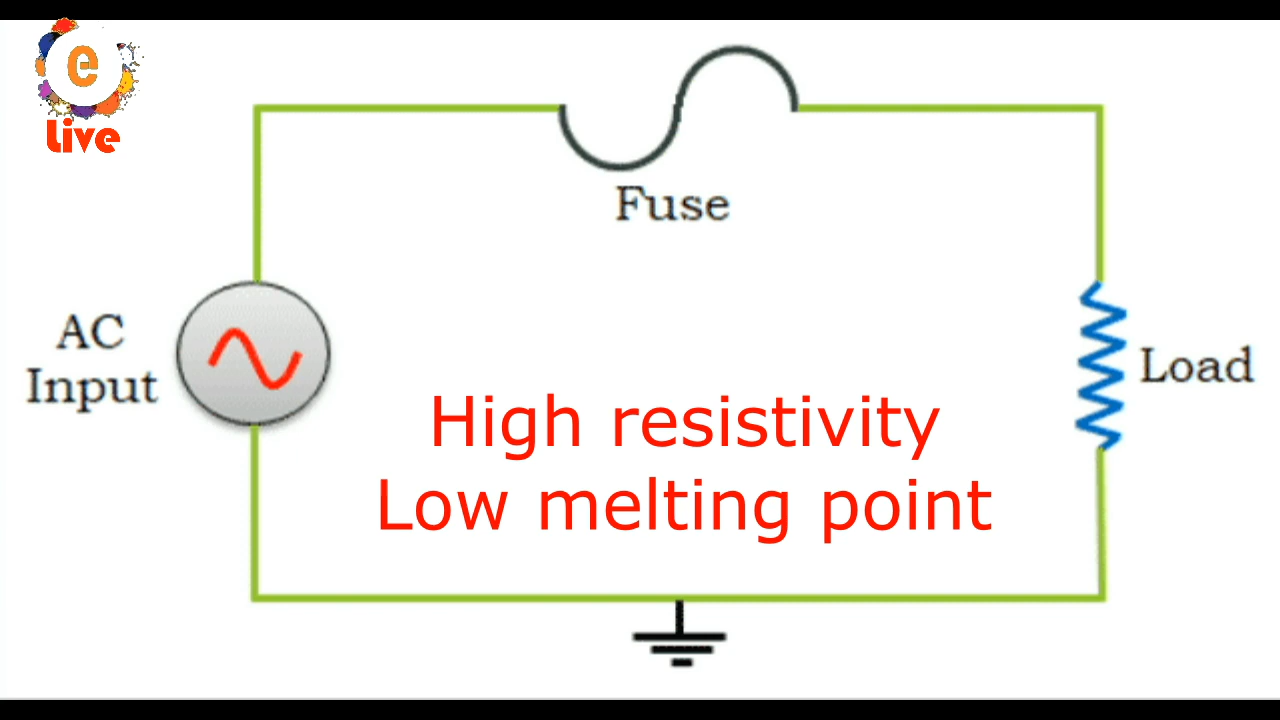 e
Live
Fuse
AC
Input
Load
High resistivity
Low melting point